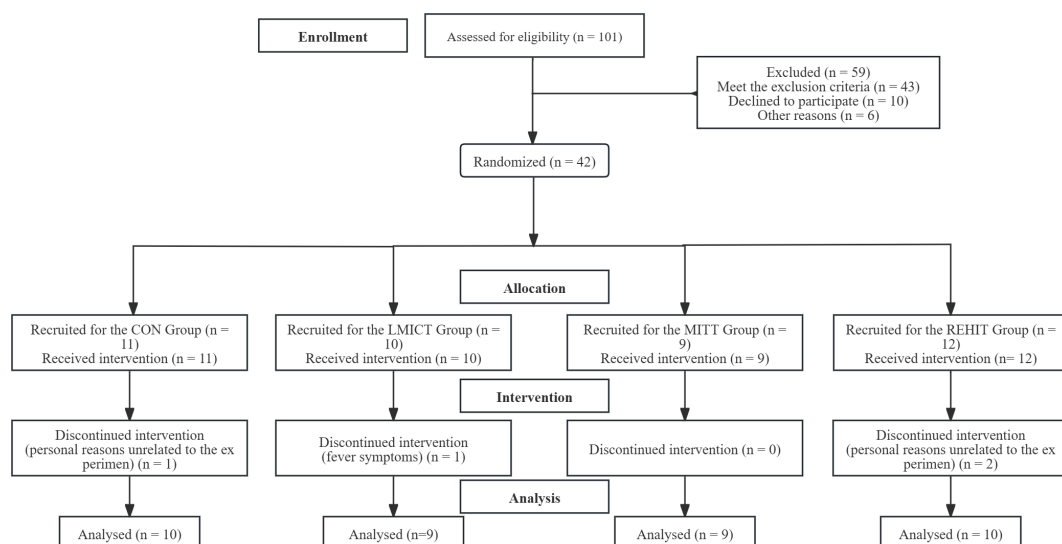 Enrollment
Assessed for eligibility (n = 101)
Excluded (n = 59)
Meet the exclusion criteria (n = 43)
Declined to participate (n = 10)
Other reasons (n = 6)
Randomized (n = 42)
Allocation
Recruited for the CON Group (n =
11)
Received intervention (n = 11)
Recruited for the LMICT Group (n =
10)
Received intervention (n = 10)
Recruited for the MITT Group (n =
9)
Received intervention (n = 9)
Recruited for the REHIT Group (n =
12)
Received intervention (n= 12)
Intervention
Discontinued intervention
(personal reasons unrelated to the ex
perimen) (n = 1)
Discontinued intervention
(fever symptoms) (n = 1)
Discontinued intervention (n = 0)
Discontinued intervention
(personal reasons unrelated to the ex
perimen) (n = 2)
Analysis
Analysed (n = 10)
Analysed (n=9)
Analysed (n = 9)
Analysed (n = 10)